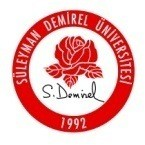 SÜLEYMAN DEMİREL ÜNİVERSİTESİ
S. Demirel
1992